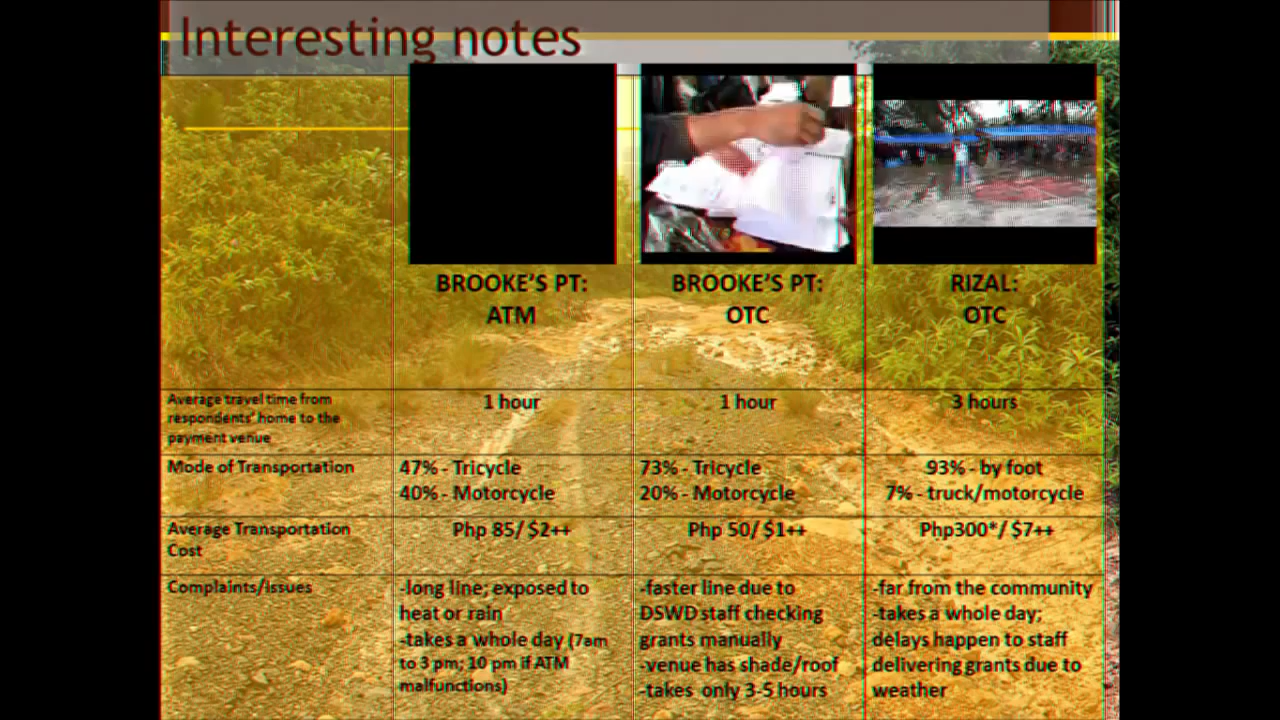 Interesting notes
BROOKE'S PT:
ATM
BROOKE'S PT:
OTC
RIZAL:
OTC
Average travel time from
respondents' home to the
payment venue
1 hour
1 hour
3 hours
Mode of Transportation
47% - Tricycle
40% - Motorcycle
73% - Tricycle
20% - Motorcycle
93% - by foot
7% - truck/motorcycle
Average Transportation
Cost
Php 85/ $2++
Php 50/ $1++
Php300*/ $7++
Complaints/issues
-long line; exposed to
heat or rain
-takes a whole day (7am
to 3 pm; 10 pm if ATM
malfunctions)
-faster line due to
DSWD staff checking
grants manually
-venue has shade/roof
-takes only 3-5 hours
-far from the community
-takes a whole day;
delays happen to staff
delivering grants due to
weather